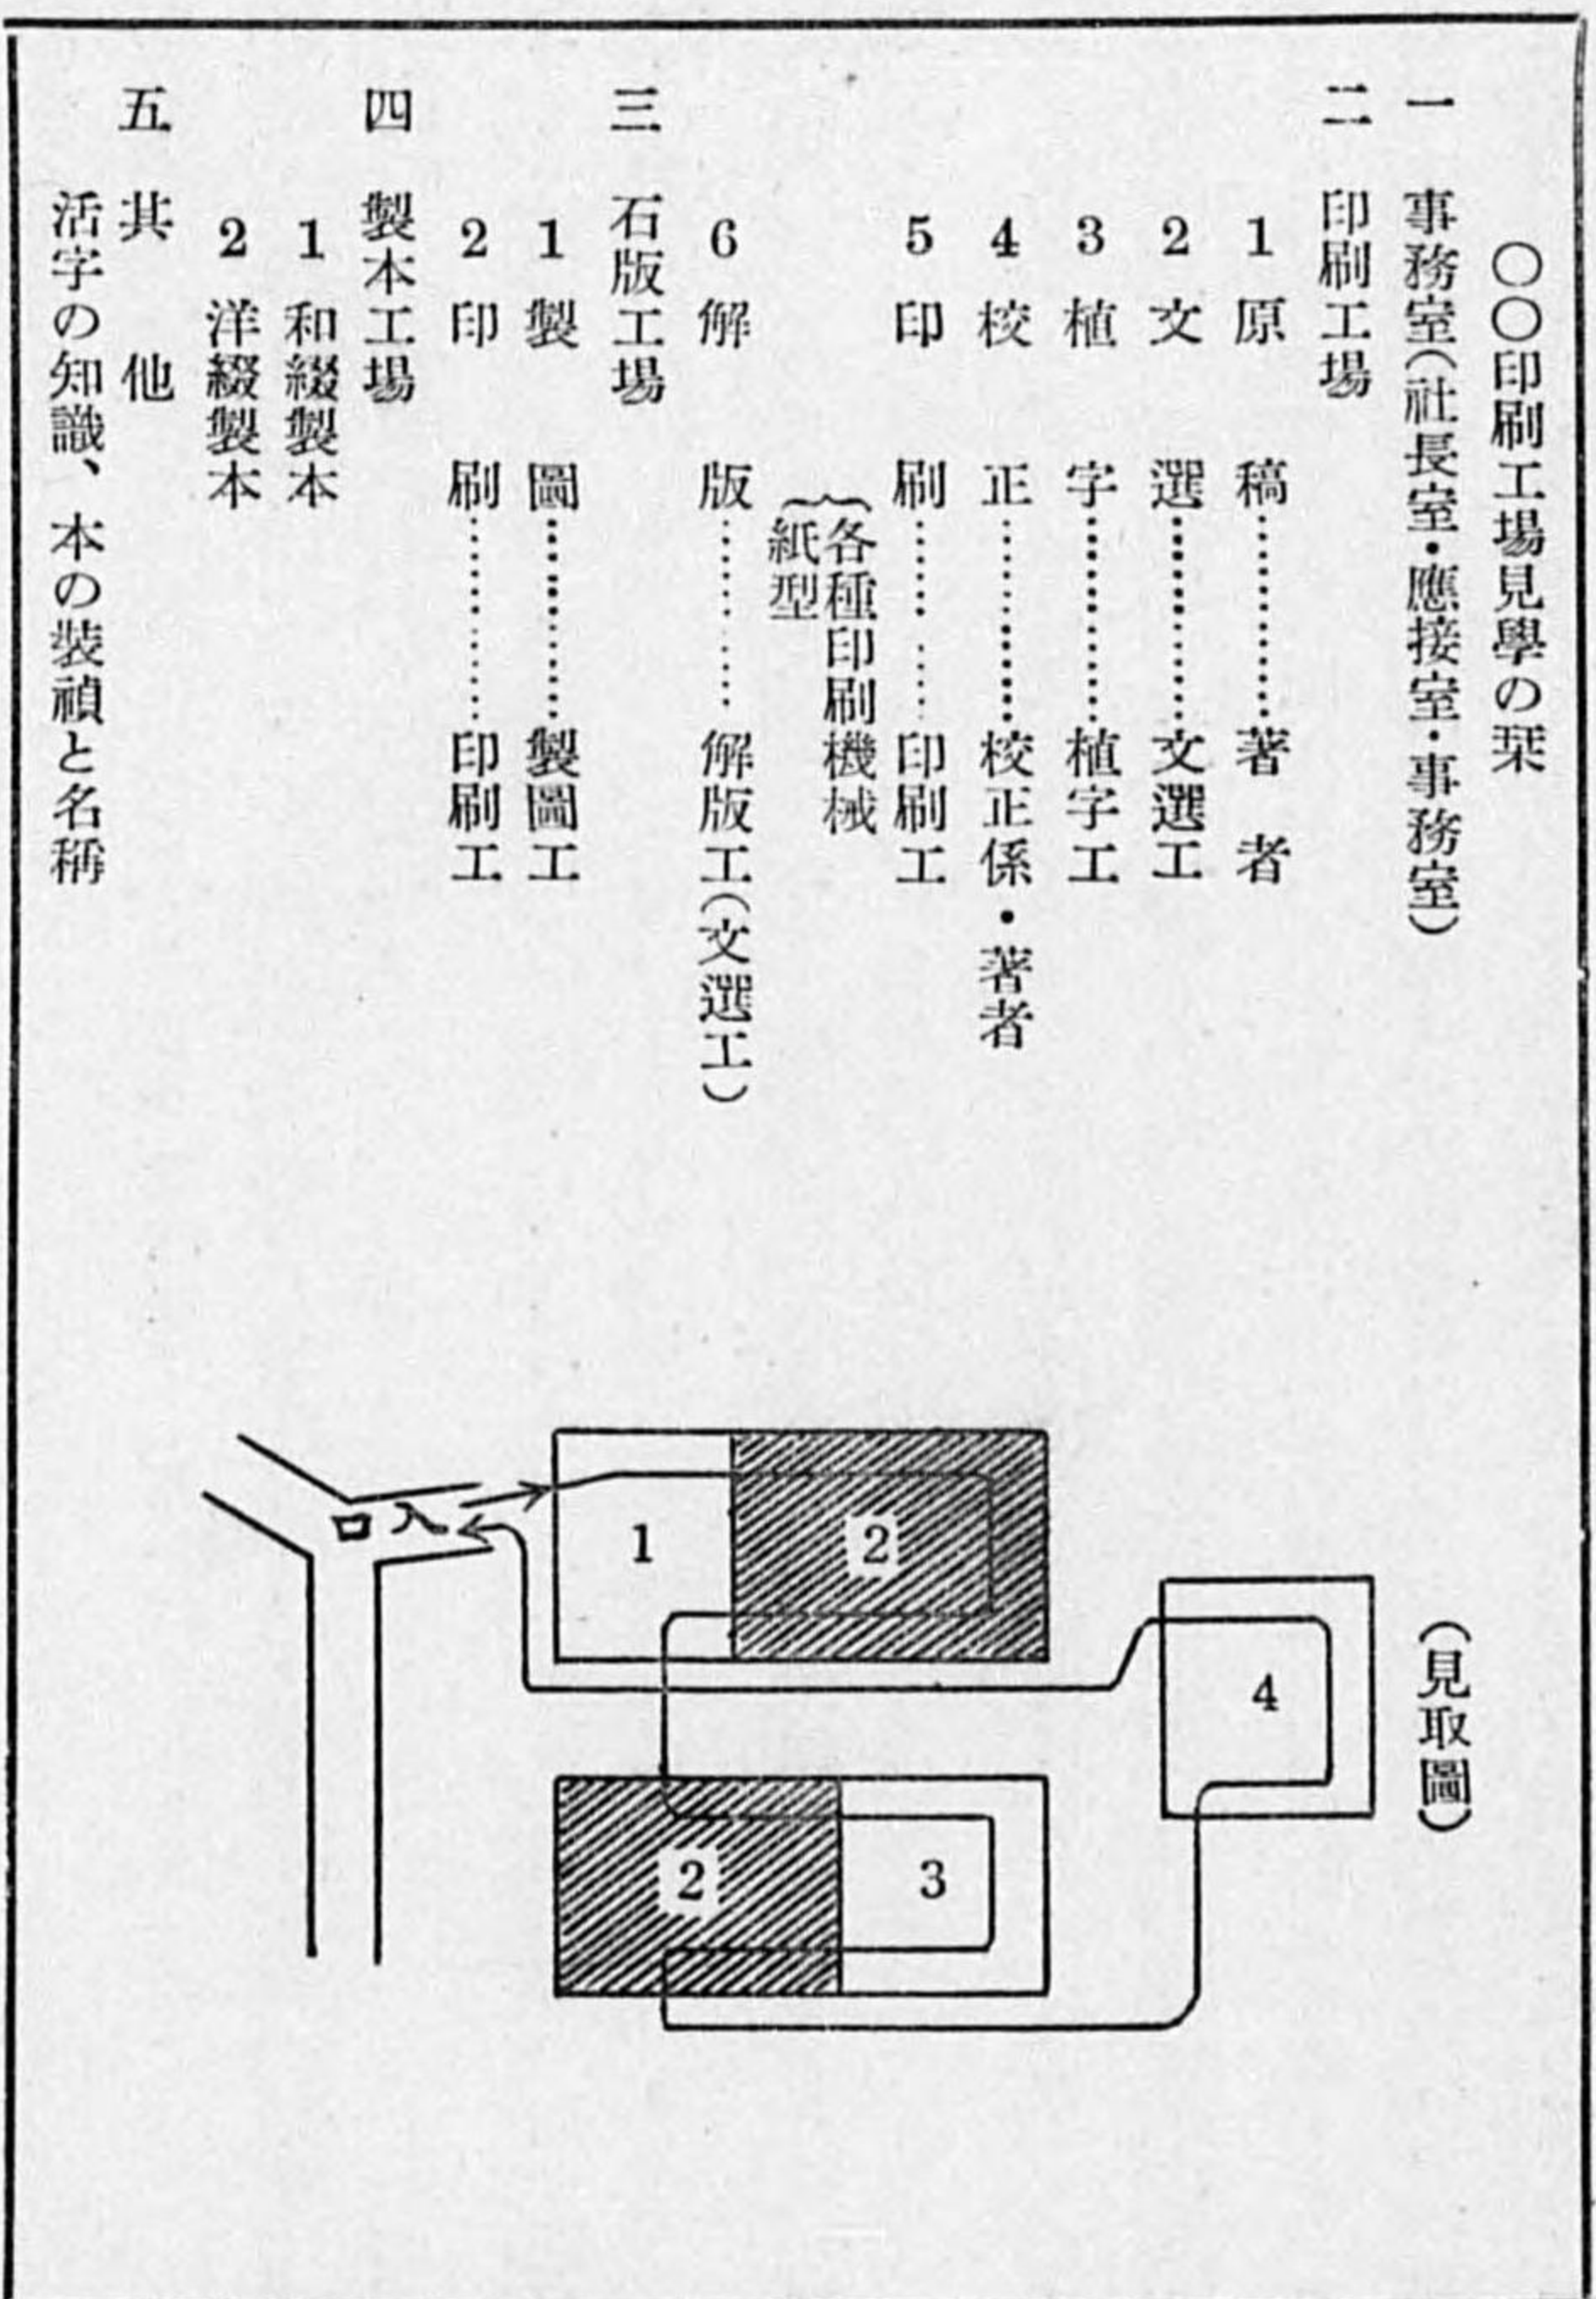 〇〇印刷工場見學の栞
一 事務室(社長室・應接室・事務室)
二 印刷工場
1 原稿…………著者
2 文選…………文選工
3 植字…………植字工
4 校正…………校正係・著者
5 印刷…………印刷工
{各種印刷機械
紙型
6 解版…………解版工(文選工)
三 石版工場
1 製圖…………製圖工
2 印刷…………印刷工
四 製本工場
1 和綴製本
2 洋綴製本
五 其他
活字の知識、本の裝禎と名稱
(見取圖)
口入
1
2
4
2
3